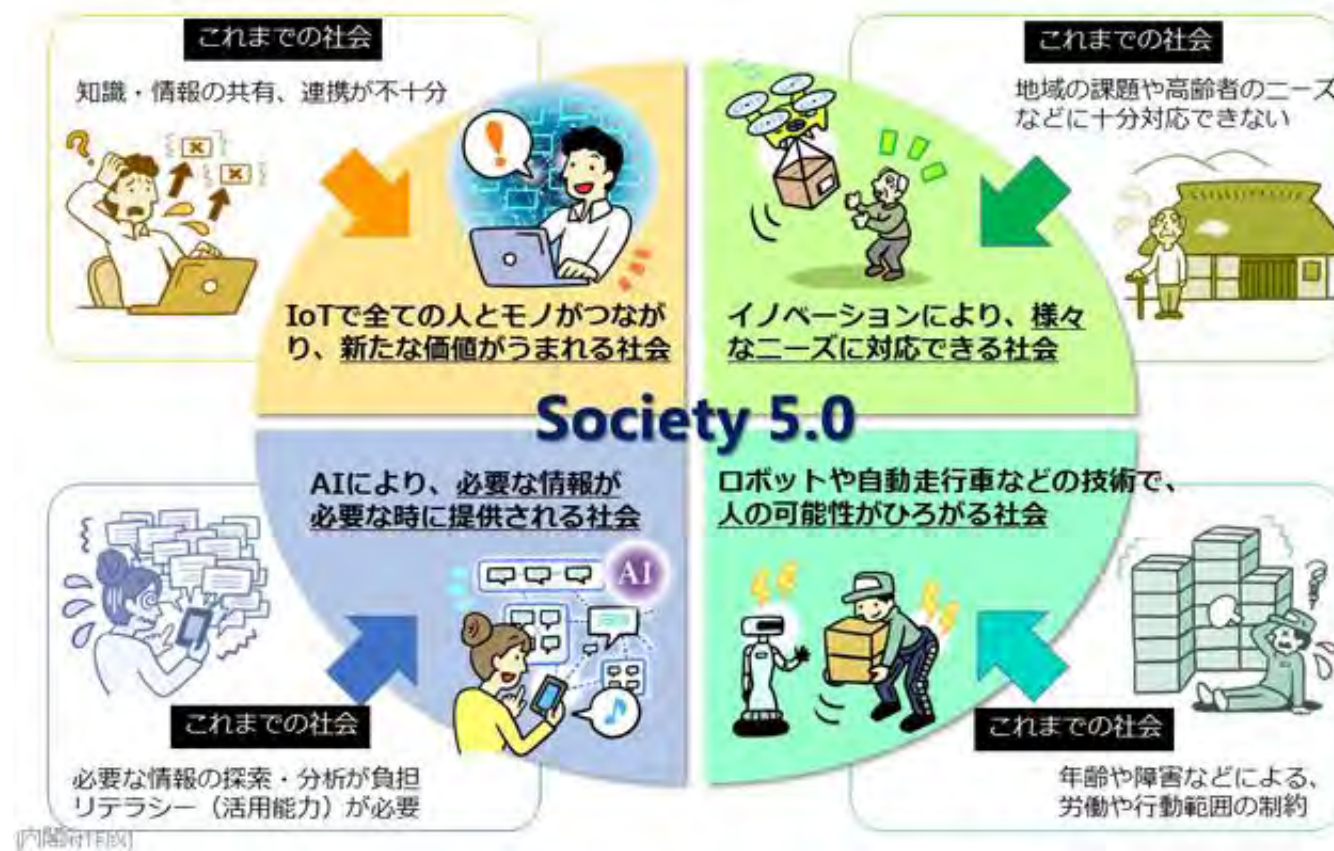 これまでの社会
知識・情報の共有、連携が不十分
IoTで全ての人とモノがつなが
り、新たな価値がうまれる社会
これまでの社会
地域の課題や高齢者のニーズ
などに十分対応できない
イノベーションにより、様々
なニーズに対応できる社会
Society 5.0
AIにより、必要な情報が
必要な時に提供される社会
AI
これまでの社会
必要な情報の探索・分析が負担
リテラシー（活用能力）が必要
ロボットや自動走行車などの技術で、
人の可能性がひろがる社会
これまでの社会
年齢や障害などによる、
労働や行動範囲の制約
[内閣府作成]